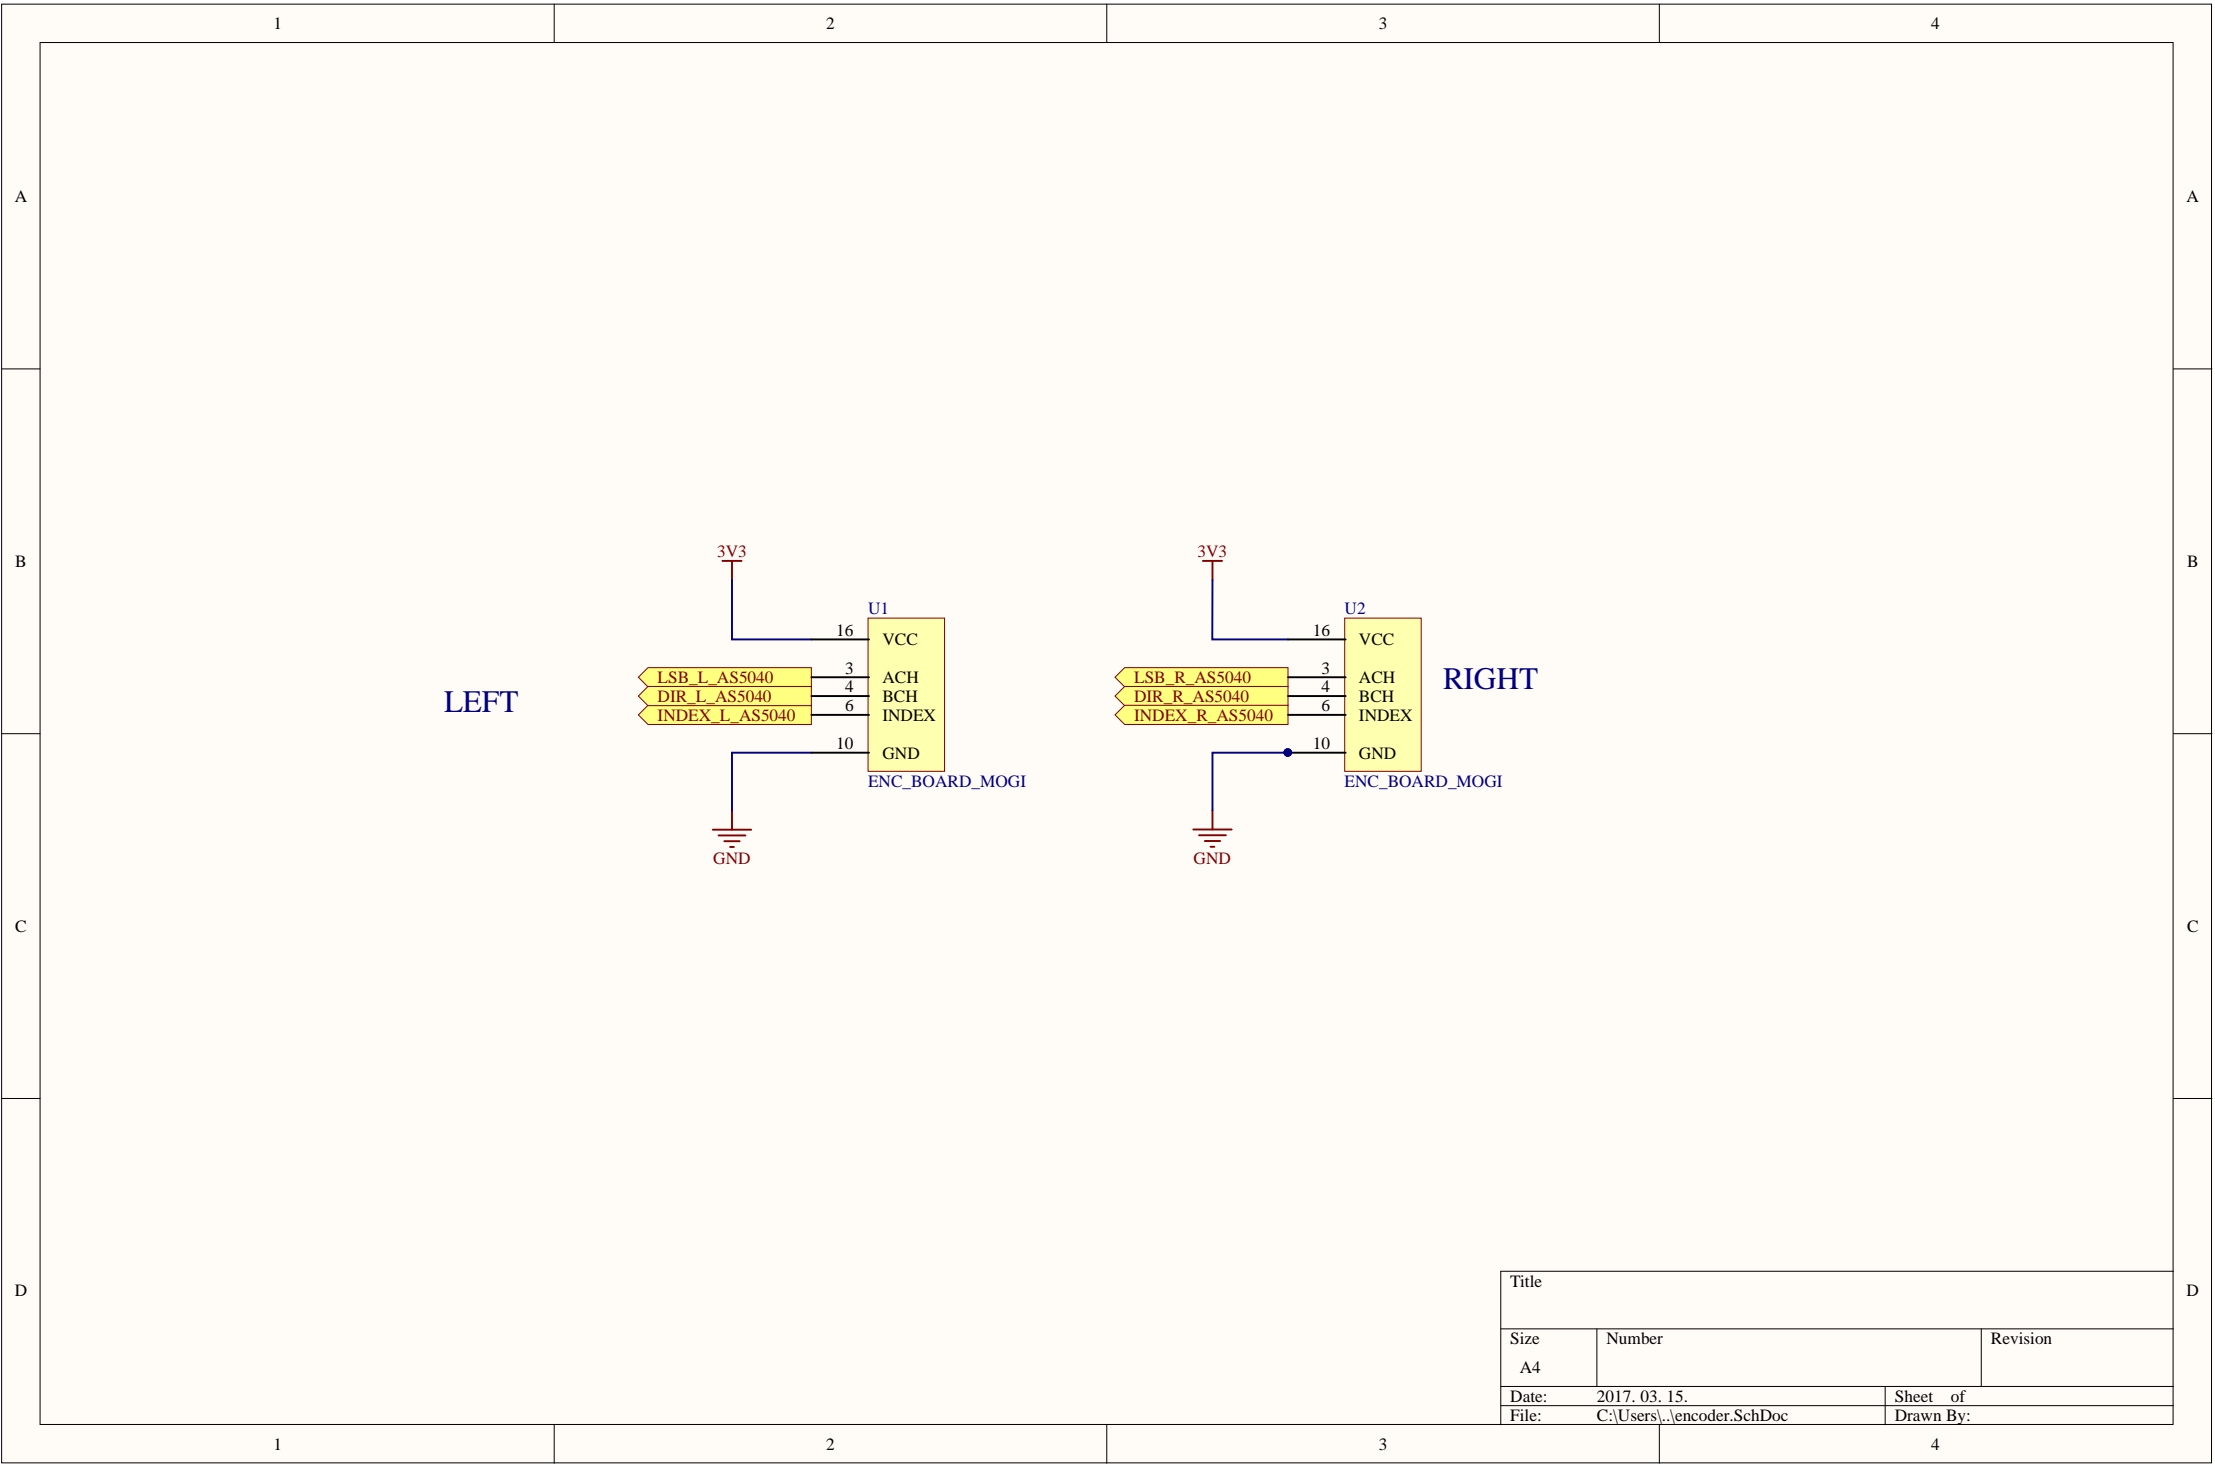 1 2 3 4
A A
B B
C C
D D
LEFT
3V3
U1
16 VCC
LSB_L_AS5040 3 ACH
DIR_L_AS5040 4 BCH
INDEX_L_AS5040 6 INDEX
10 GND
ENC_BOARD_MOGI
GND
3V3
U2
16 VCC
LSB_R_AS5040 3 ACH
DIR_R_AS5040 4 BCH
INDEX_R_AS5040 6 INDEX
10 GND
ENC_BOARD_MOGI
GND
RIGHT
Title
Size Number Revision
A4
Date: 2017. 03. 15. Sheet of
File: C:\Users\..\encoder.SchDoc Drawn By:
1 2 3 4